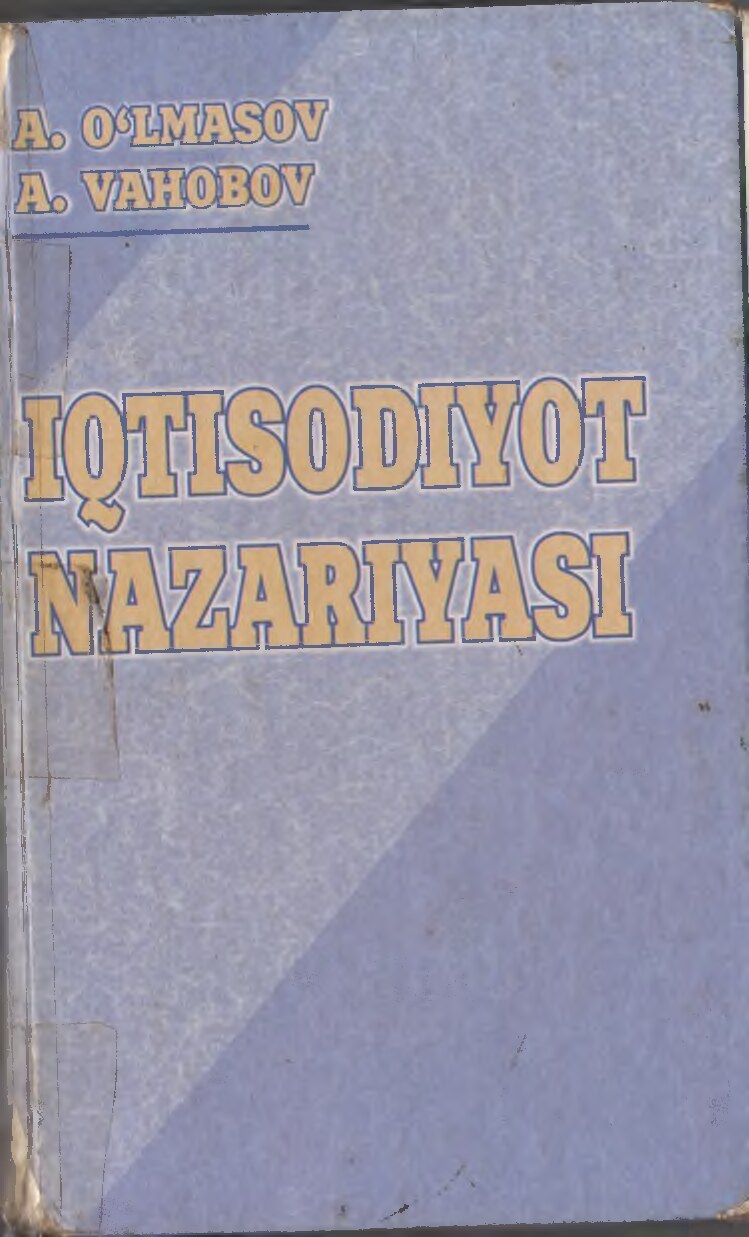 A. O‘LMASOV
A. VAHOBOV
IQTISODIYOT
NAZARIYASI